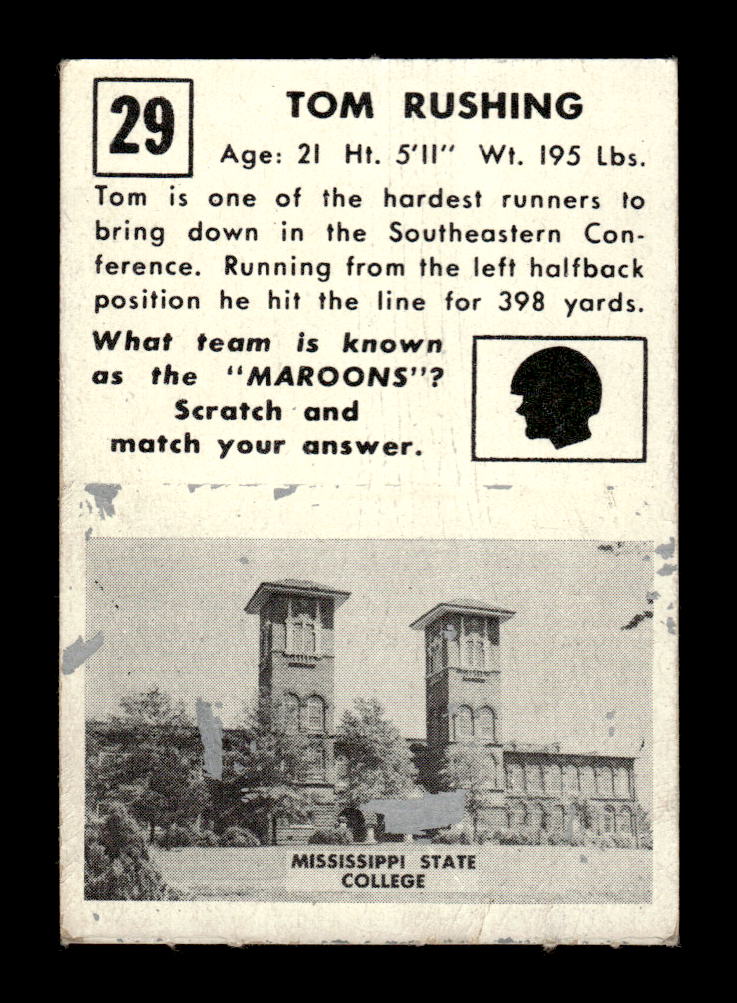 29
TOM RUSHING
Age: 21 Ht. 5'11" Wt. 195 Lbs.
Tom is one of the hardest runners to
bring down in the Southeastern Con-
ference. Running from the left halfback
position he hit the line for 398 yards.
What team is known
as the "MAROONS"?
Scratch and
match your answer.
MISSISSIPPI STATE
COLLEGE